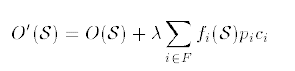 O′(𝒮) = O(𝒮) + λ ∑_{i∈F} f_i(𝒮)p_i c_i